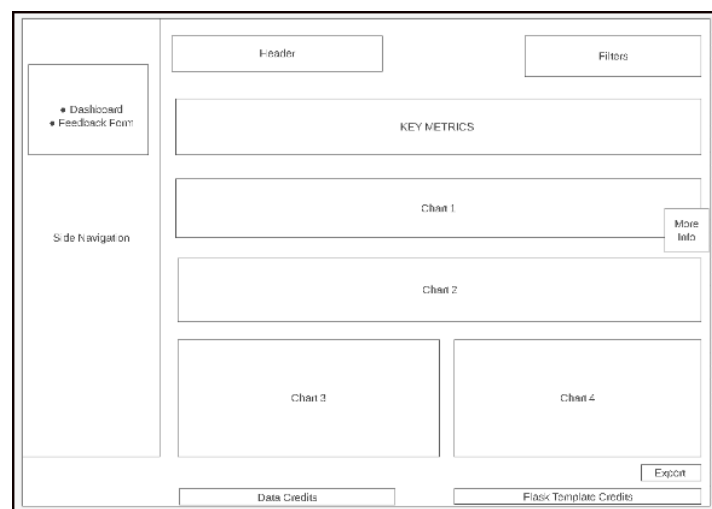 Header
Filters
● Dashboard
● Feedback Form
KEY METRICS
Side Navigation
Chart 1
More
Info
Chart 2
Chart 3
Chart 4
Export
Data Credits
Flask Template Credits